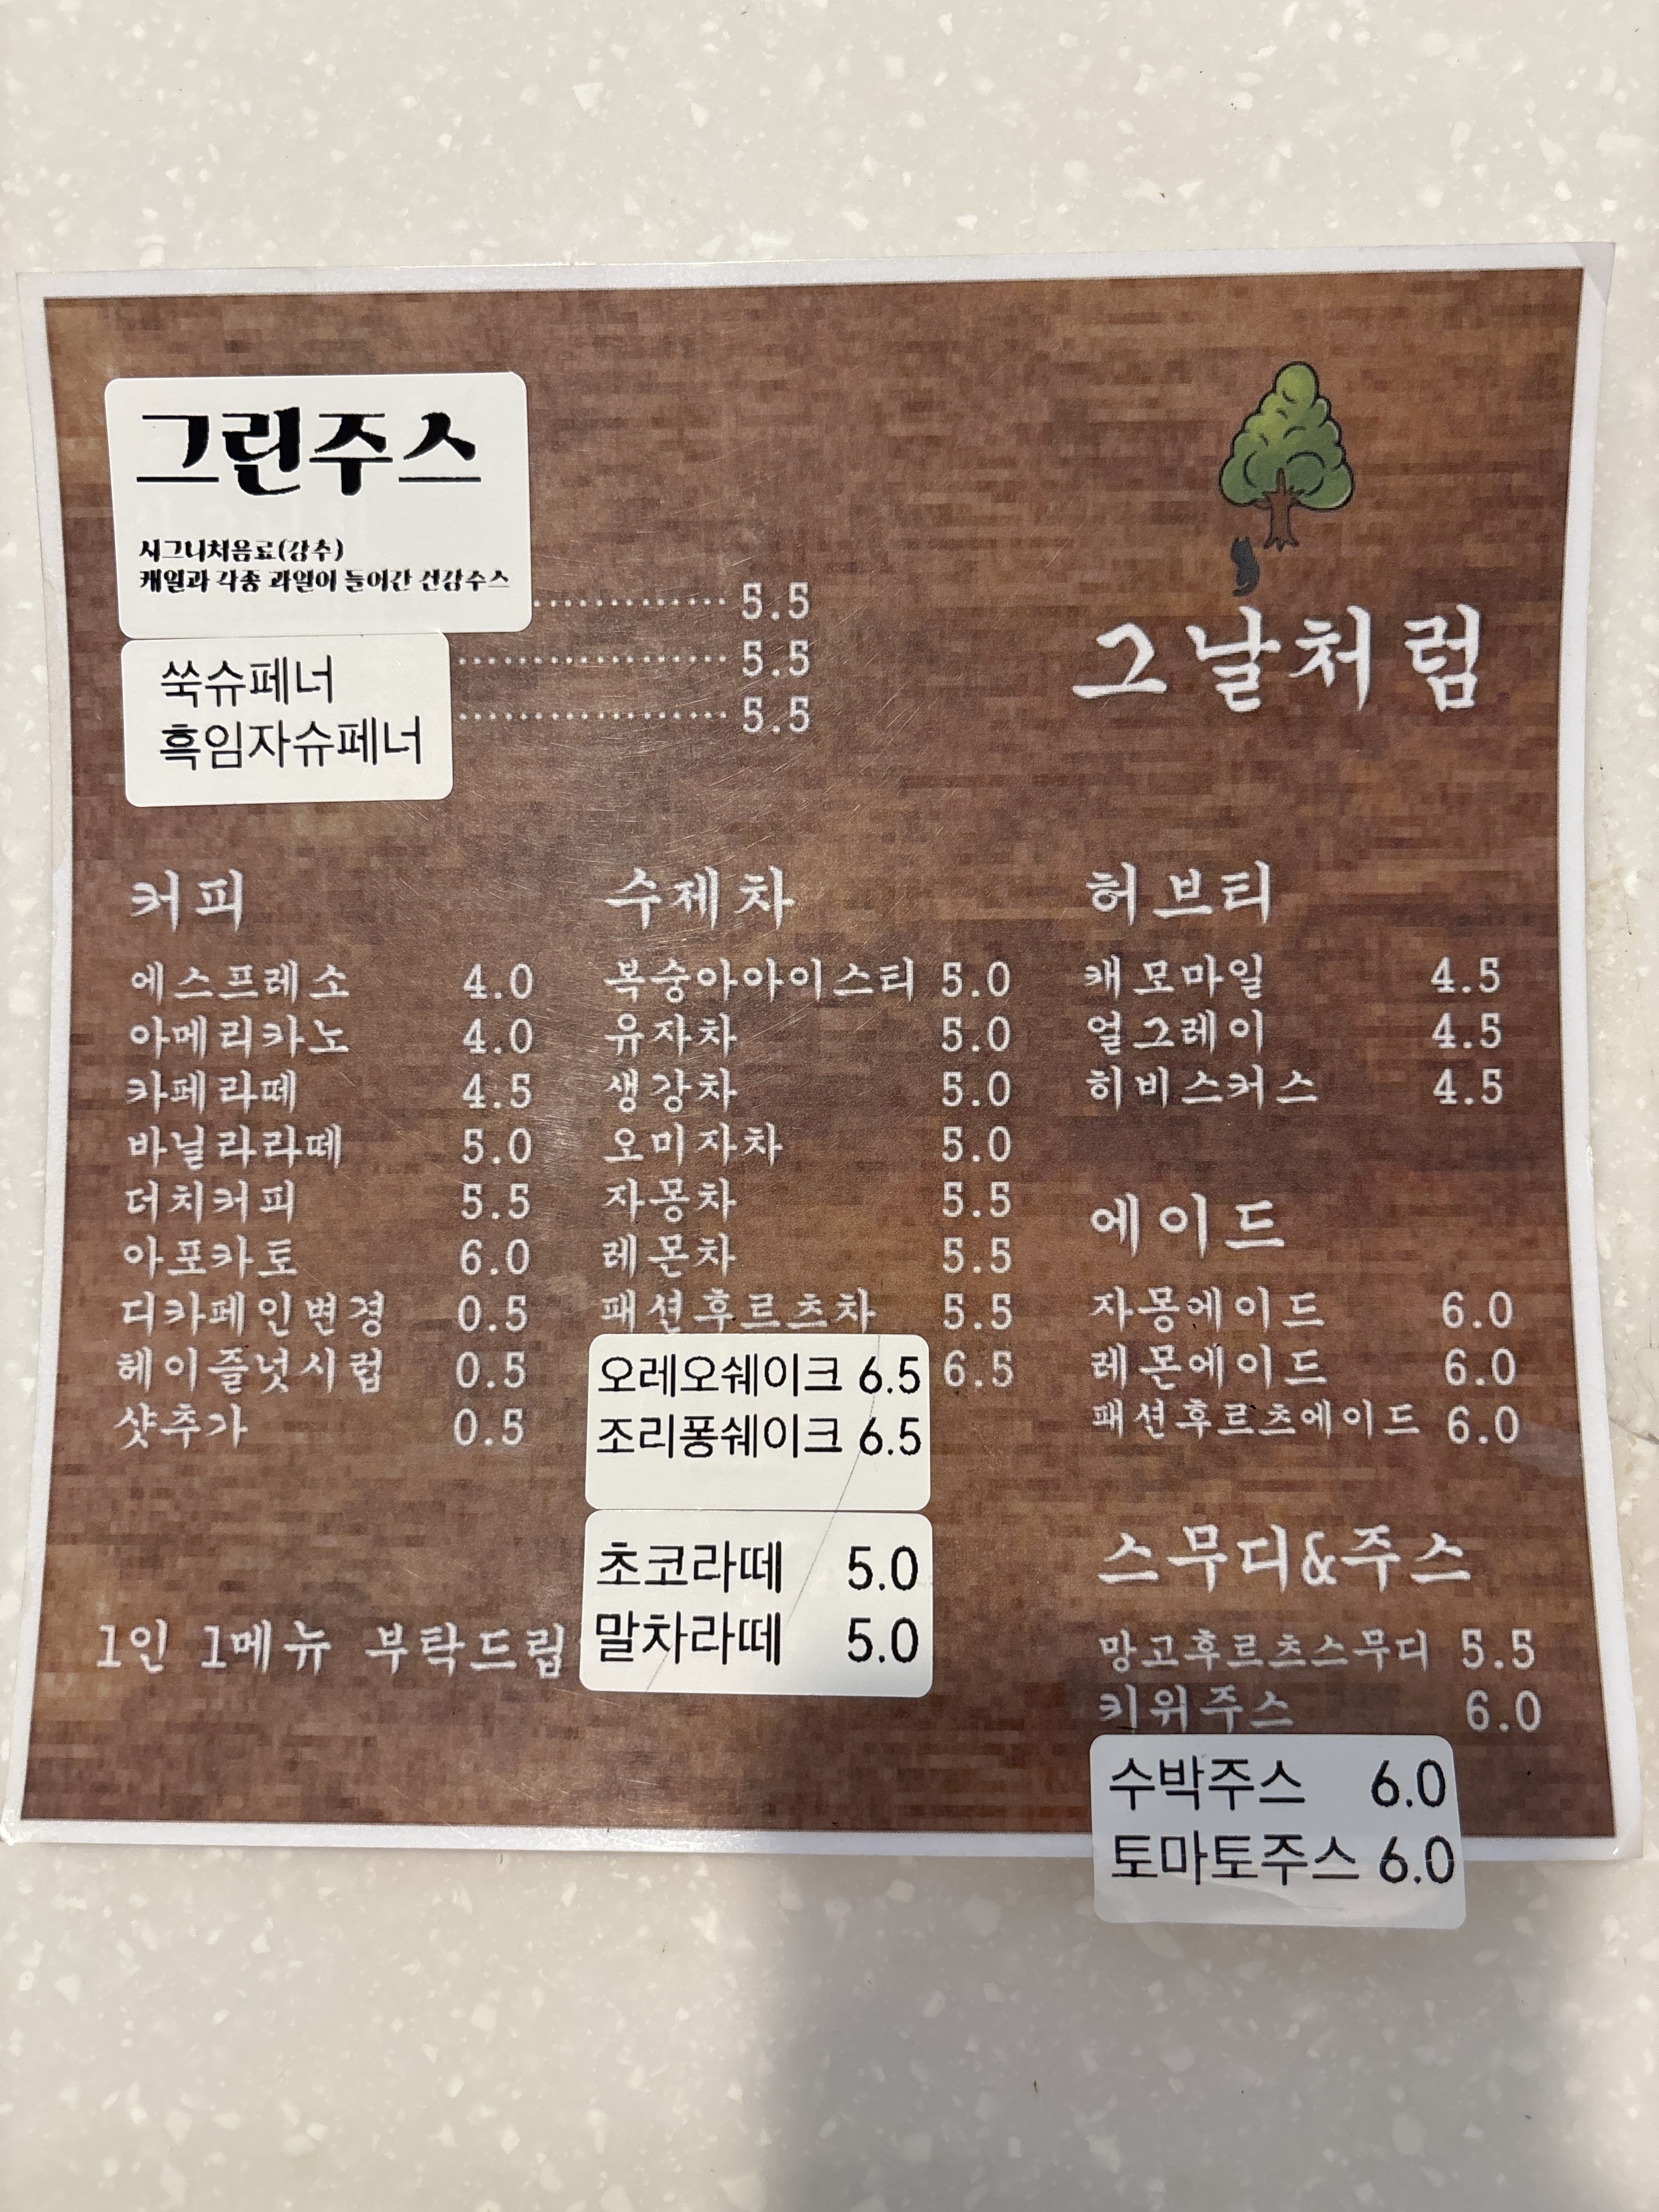 그린주스
시그니처음료(강추)
캐일과 각종 과일이 들어간 건강주스
5.5
쑥슈페너 5.5
흑임자슈페너 5.5
그날처럼
커피
에스프레소 4.0
아메리카노 4.0
카페라떼 4.5
바닐라라떼 5.0
더치커피 5.5
아포카토 6.0
디카페인변경 0.5
헤이즐넛시럽 0.5
샷추가 0.5
1인 1메뉴 부탁드립
수제차
복숭아아이스티 5.0
유자차 5.0
생강차 5.0
오미자차 5.0
자몽차 5.5
레몬차 5.5
패션후르츠차 5.5
오레오쉐이크 6.5 6.5
조리퐁쉐이크 6.5
초코라떼 5.0
말차라떼 5.0
허브티
캐모마일 4.5
얼그레이 4.5
히비스커스 4.5
에이드
자몽에이드 6.0
레몬에이드 6.0
패션후르츠에이드 6.0
스무디&주스
망고후르츠스무디 5.5
키위주스 6.0
수박주스 6.0
토마토주스 6.0